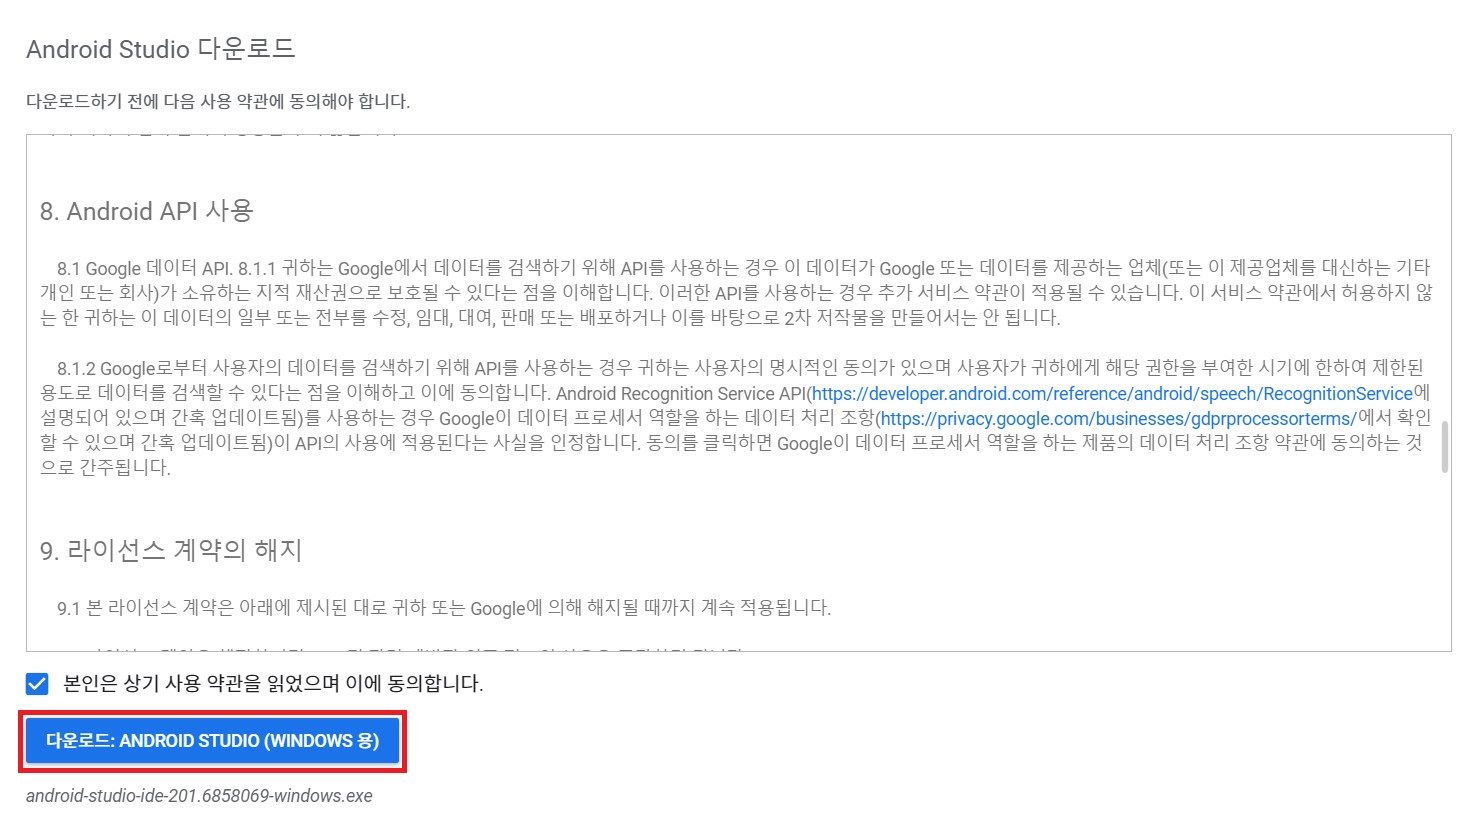 Android Studio 다운로드
다운로드하기 전에 다음 사용 약관에 동의해야 합니다.
8. Android API 사용
8.1 Google 데이터 API. 8.1.1 귀하는 Google에서 데이터를 검색하기 위해 API를 사용하는 경우 이 데이터가 Google 또는 데이터를 제공하는 업체(또는 이 제공업체를 대신하는 기타
개인 또는 회사)가 소유하는 지적 재산권으로 보호될 수 있다는 점을 이해합니다. 이러한 API를 사용하는 경우 추가 서비스 약관이 적용될 수 있습니다. 이 서비스 약관에서 허용하지 않
는 한 귀하는 이 데이터의 일부 또는 전부를 수정, 임대, 대여, 판매 또는 배포하거나 이를 바탕으로 2차 저작물을 만들어서는 안 됩니다.
8.1.2 Google로부터 사용자의 데이터를 검색하기 위해 API를 사용하는 경우 귀하는 사용자의 명시적인 동의가 있으며 사용자가 귀하에게 해당 권한을 부여한 시기에 한하여 제한된
용도로 데이터를 검색할 수 있다는 점을 이해하고 이에 동의합니다. Android Recognition Service API(https://developer.android.com/reference/android/speech/RecognitionService에
설명되어 있으며 간혹 업데이트됨)를 사용하는 경우 Google이 데이터 프로세서 역할을 하는 데이터 처리 조항(https://privacy.google.com/businesses/gdprprocessorterms/에서 확인
할 수 있으며 간혹 업데이트됨)이 API의 사용에 적용된다는 사실을 인정합니다. 동의를 클릭하면 Google이 데이터 프로세서 역할을 하는 제품의 데이터 처리 조항 약관에 동의하는 것
으로 간주됩니다.
9. 라이선스 계약의 해지
9.1 본 라이선스 계약은 아래에 제시된 대로 귀하 또는 Google에 의해 해지될 때까지 계속 적용됩니다.
본인은 상기 사용 약관을 읽었으며 이에 동의합니다.
다운로드: ANDROID STUDIO (WINDOWS 용)
android-studio-ide-201.6858069-windows.exe